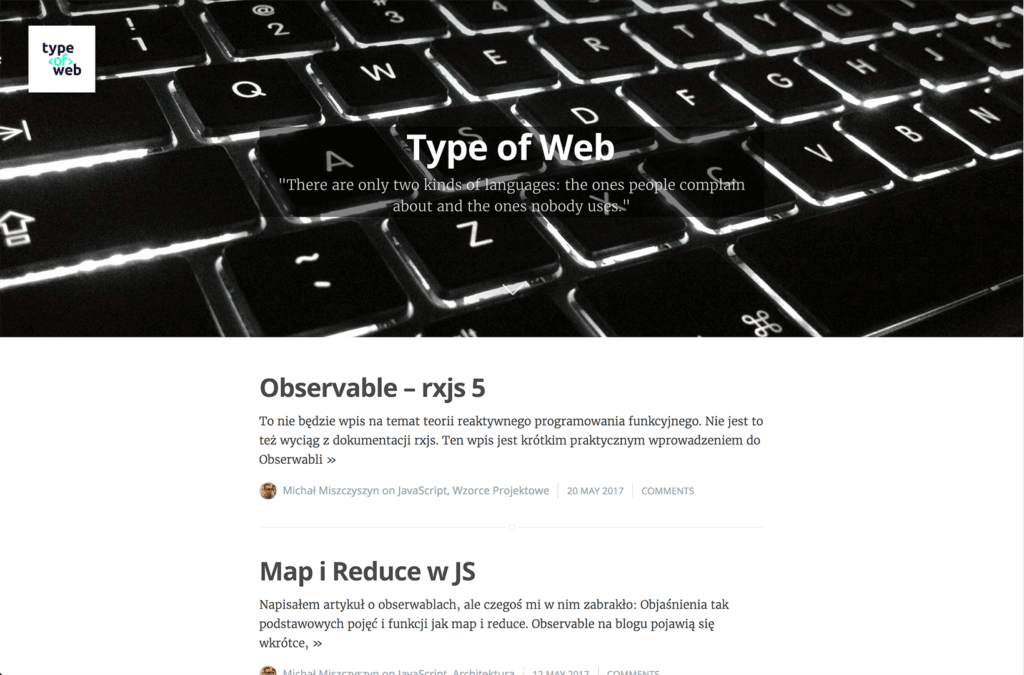 type
<of>
web
! 1
@ 2
# 3
4
Q W E R T Y U
A S D F G H J K
Z X C V B N
~
⌘
Type of Web
"There are only two kinds of languages: the ones people complain
about and the ones nobody uses."
Observable – rxjs 5
To nie będzie wpis na temat teorii reaktywnego programowania funkcyjnego. Nie jest to
też wyciąg z dokumentacji rxjs. Ten wpis jest krótkim praktycznym wprowadzeniem do
Obserwabli »
Michał Miszczyszyn on JavaScript, Wzorce Projektowe | 20 MAY 2017 | COMMENTS
Map i Reduce w JS
Napisałem artykuł o obserwablach, ale czegoś mi w nim zabrakło: Objaśnienia tak
podstawowych pojęć i funkcji jak map i reduce. Observable na blogu pojawią się
wkrótce, »
Michał Miszczyszyn on JavaScript, Architektura | 12 MAY 2017 | COMMENTS